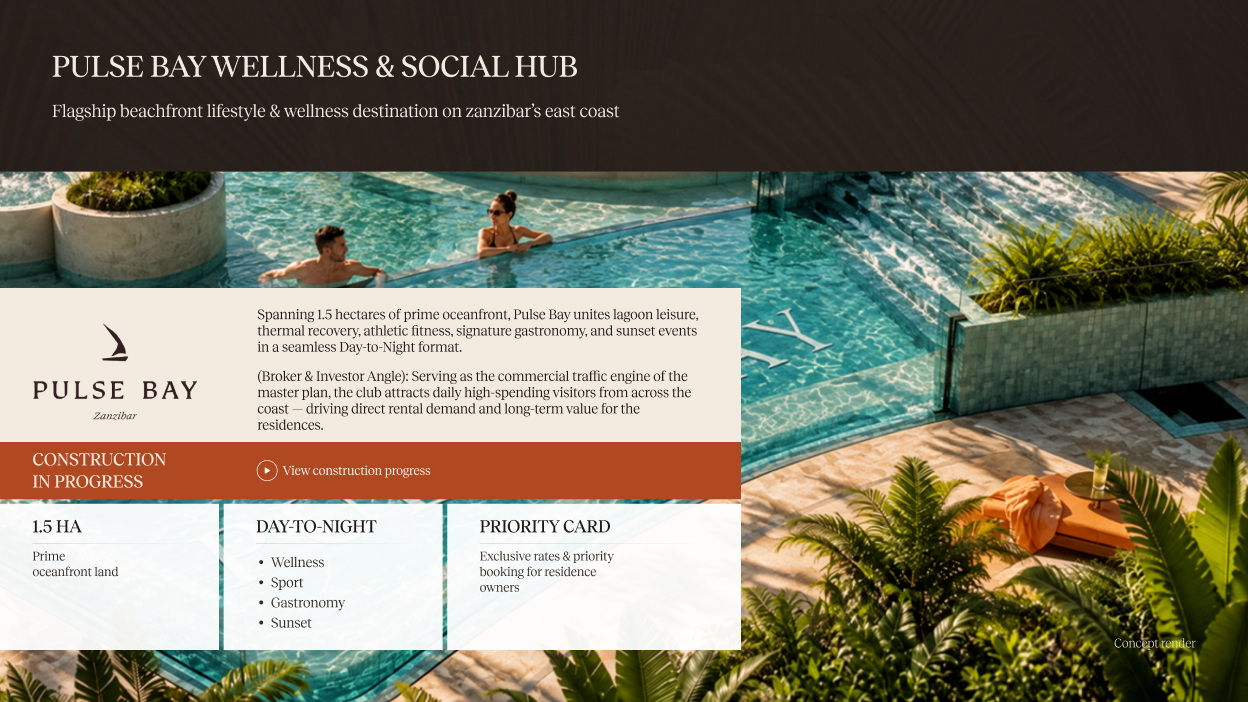 PULSE BAY WELLNESS & SOCIAL HUB
Flagship beachfront lifestyle & wellness destination on zanzibar's east coast
PULSE BAY
Zanzibar
Spanning 1.5 hectares of prime oceanfront, Pulse Bay unites lagoon leisure,
thermal recovery, athletic fitness, signature gastronomy, and sunset events
in a seamless Day-to-Night format.
(Broker & Investor Angle): Serving as the commercial traffic engine of the
master plan, the club attracts daily high-spending visitors from across the
coast — driving direct rental demand and long-term value for the
residences.
AY
CONSTRUCTION
IN PROGRESS
View construction progress
1.5 HA
Prime
oceanfront land
DAY-TO-NIGHT
• Wellness
• Sport
• Gastronomy
• Sunset
PRIORITY CARD
Exclusive rates & priority
booking for residence
owners
Concept render